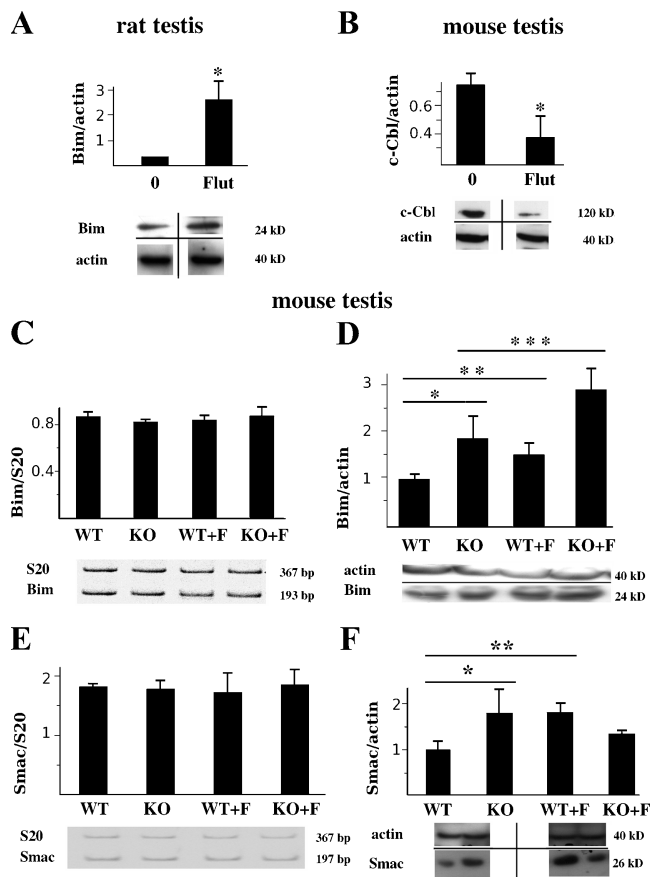 A rat testis
Bim/actin
3
2
1
*
0 Flut
Bim 24 kD
actin 40 kD
B mouse testis
c-Cbl/actin
0.6
0.4
*
0 Flut
c-Cbl 120 kD
actin 40 kD
mouse testis
C
Bim/S20
0.8
0.4
WT KO WT+F KO+F
S20 367 bp
Bim 193 bp
D
Bim/actin
3
2
1
* * *
* *
*
WT KO WT+F KO+F
actin 40 kD
Bim 24 kD
E
Smac/S20
2
1
WT KO WT+F KO+F
S20 367 bp
Smac 197 bp
F
Smac/actin
2
1
**
*
WT KO WT+F KO+F
actin 40 kD
Smac 26 kD